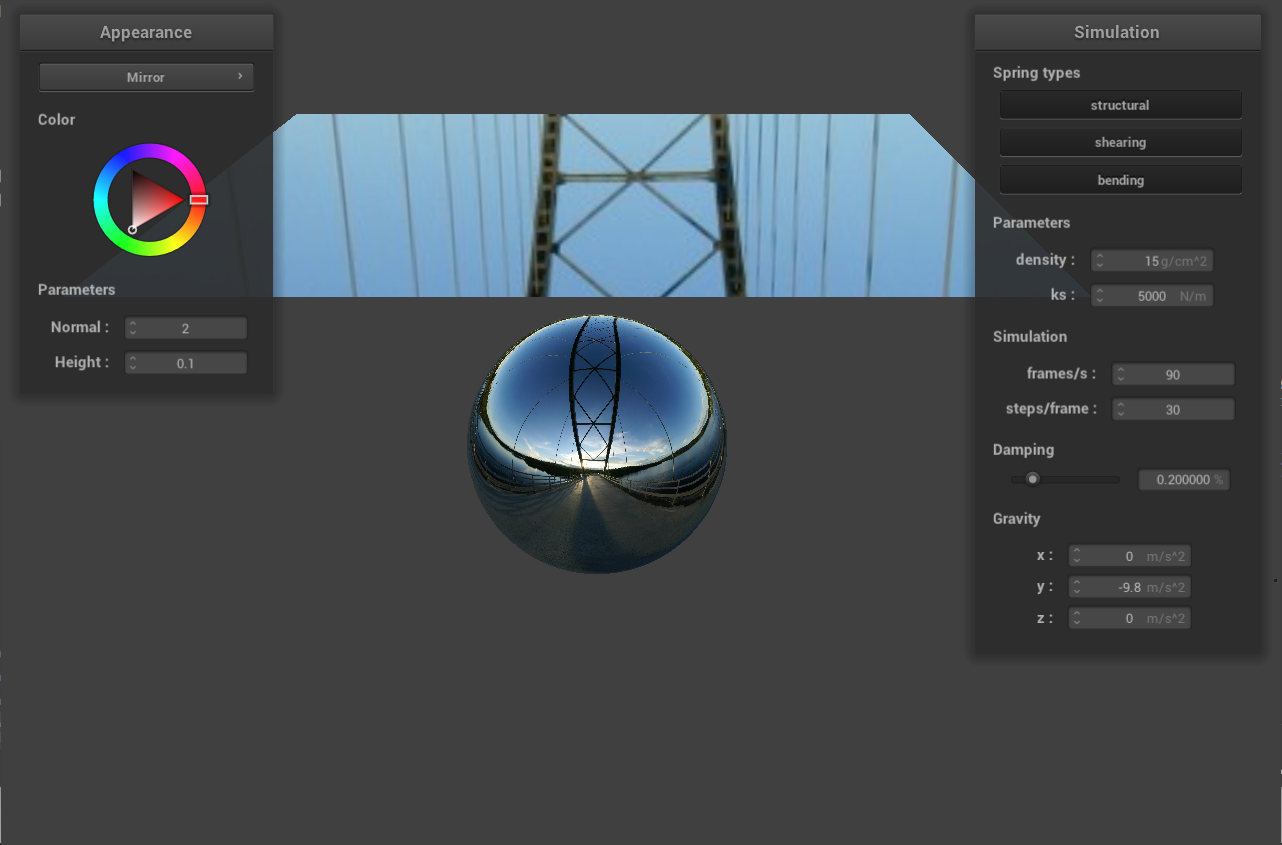 Appearance
Mirror
Color
Parameters
Normal : 2
Height : 0.1
Simulation
Spring types
structural
shearing
bending
Parameters
density : 15 g/cm^2
ks : 5000 N/m
Simulation
frames/s : 90
steps/frame : 30
Damping
0.200000 %
Gravity
x : 0 m/s^2
y : -9.8 m/s^2
z : 0 m/s^2